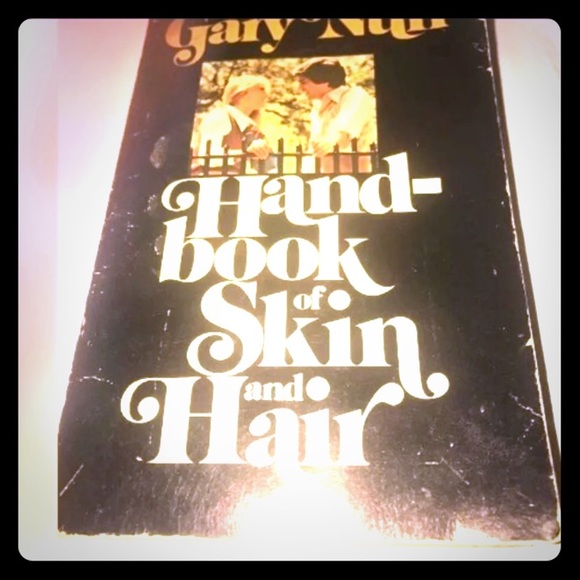 Gary Null
Hand-
book
of
Skin
and
Hair